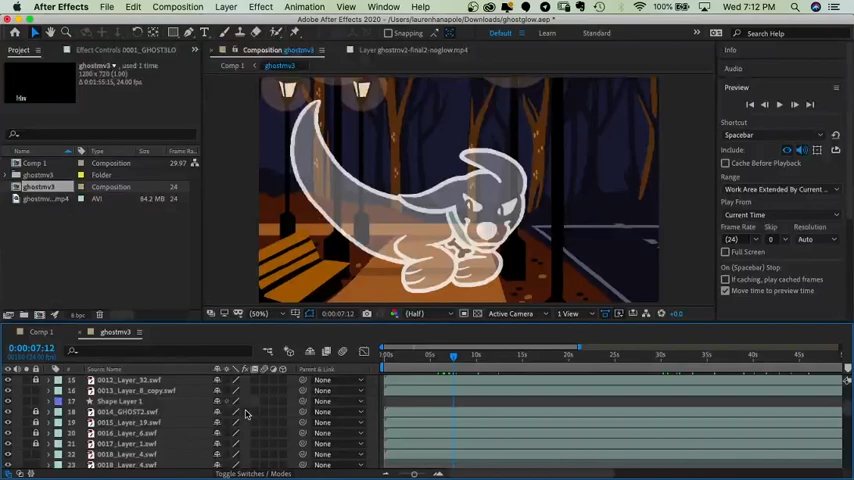 After Effects File Edit Composition Layer Effect Animation View Window Help 100% Wed 7:12 PM
Adobe After Effects 2020 - /Users/laurenhanapole/Downloads/ghostglow.aep *
Snapping Default Learn Standard Search Help
Project Effect Controls 0001_GHOST3LO Composition ghostmv3 Layer ghostmv2-final2-noglow.mp4 Info
ghostmv3 , used 1 time Comp 1 ghostmv3
1280 x 720 (1.00) Audio
Δ 0:01:55:15, 24.00 fps
Preview
Shortcut
Spacebar
Name Type Size Frame Ra... Include:
Comp 1 Composition 29.97 Cache Before Playback
ghostmv3 Folder Range
ghostmv3 Composition 24 Work Area Extended By Current ...
ghostmv...mp4 AVI 84.2 MB 24 Play From
Current Time
Frame Rate Skip Resolution
(24) 0 Auto
Full Screen
On (Spacebar) Stop:
If caching, play cached frames
Move time to preview time
8 bpc (50%) 0:00:07:12 (Half) Active Camera 1 View +0.0
Comp 1 ghostmv3
0:00:07:12
00180 (24.00 fps) :00s 05s 10s 15s 20s 25s 30s 35s 40s 45s
# Source Name Parent & Link
15 0012_Layer_32.swf None
16 0013_Layer_8_copy.swf None
17 Shape Layer 1 None
18 0014_GHOST2.swf None
19 0015_Layer_19.swf None
20 0016_Layer_6.swf None
21 0017_Layer_1.swf None
22 0018_Layer_4.swf None
23 0018_Layer_4.swf None
Toggle Switches / Modes